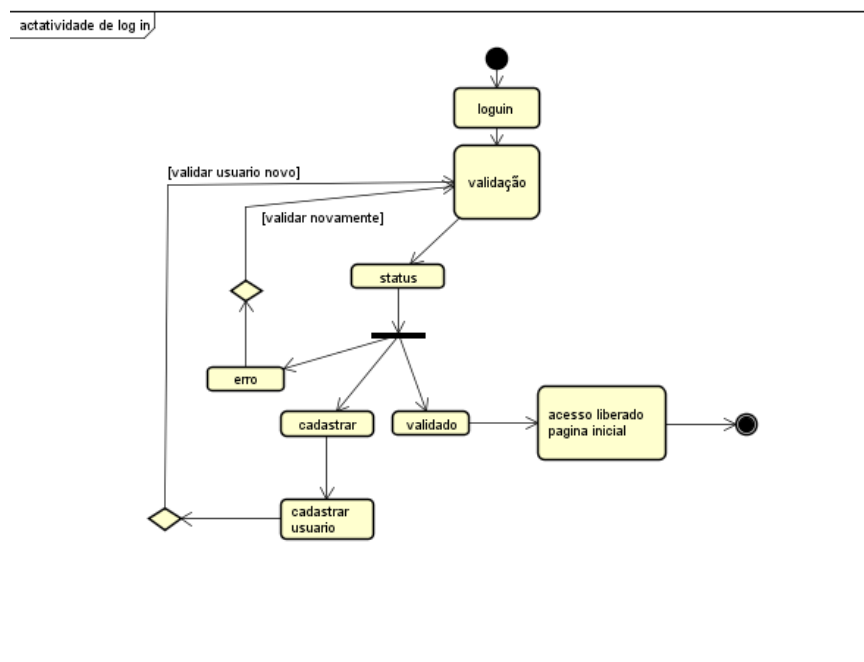 actatividade de log in
loguin
[validar usuario novo]
validação
[validar novamente]
status
erro
cadastrar
validado
acesso liberado
pagina inicial
cadastrar
usuario